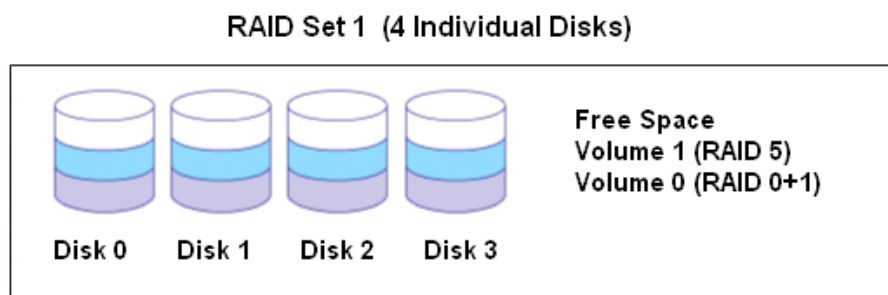 RAID Set 1 (4 Individual Disks)
Free Space
Volume 1 (RAID 5)
Volume 0 (RAID 0+1)
Disk 0 Disk 1 Disk 2 Disk 3